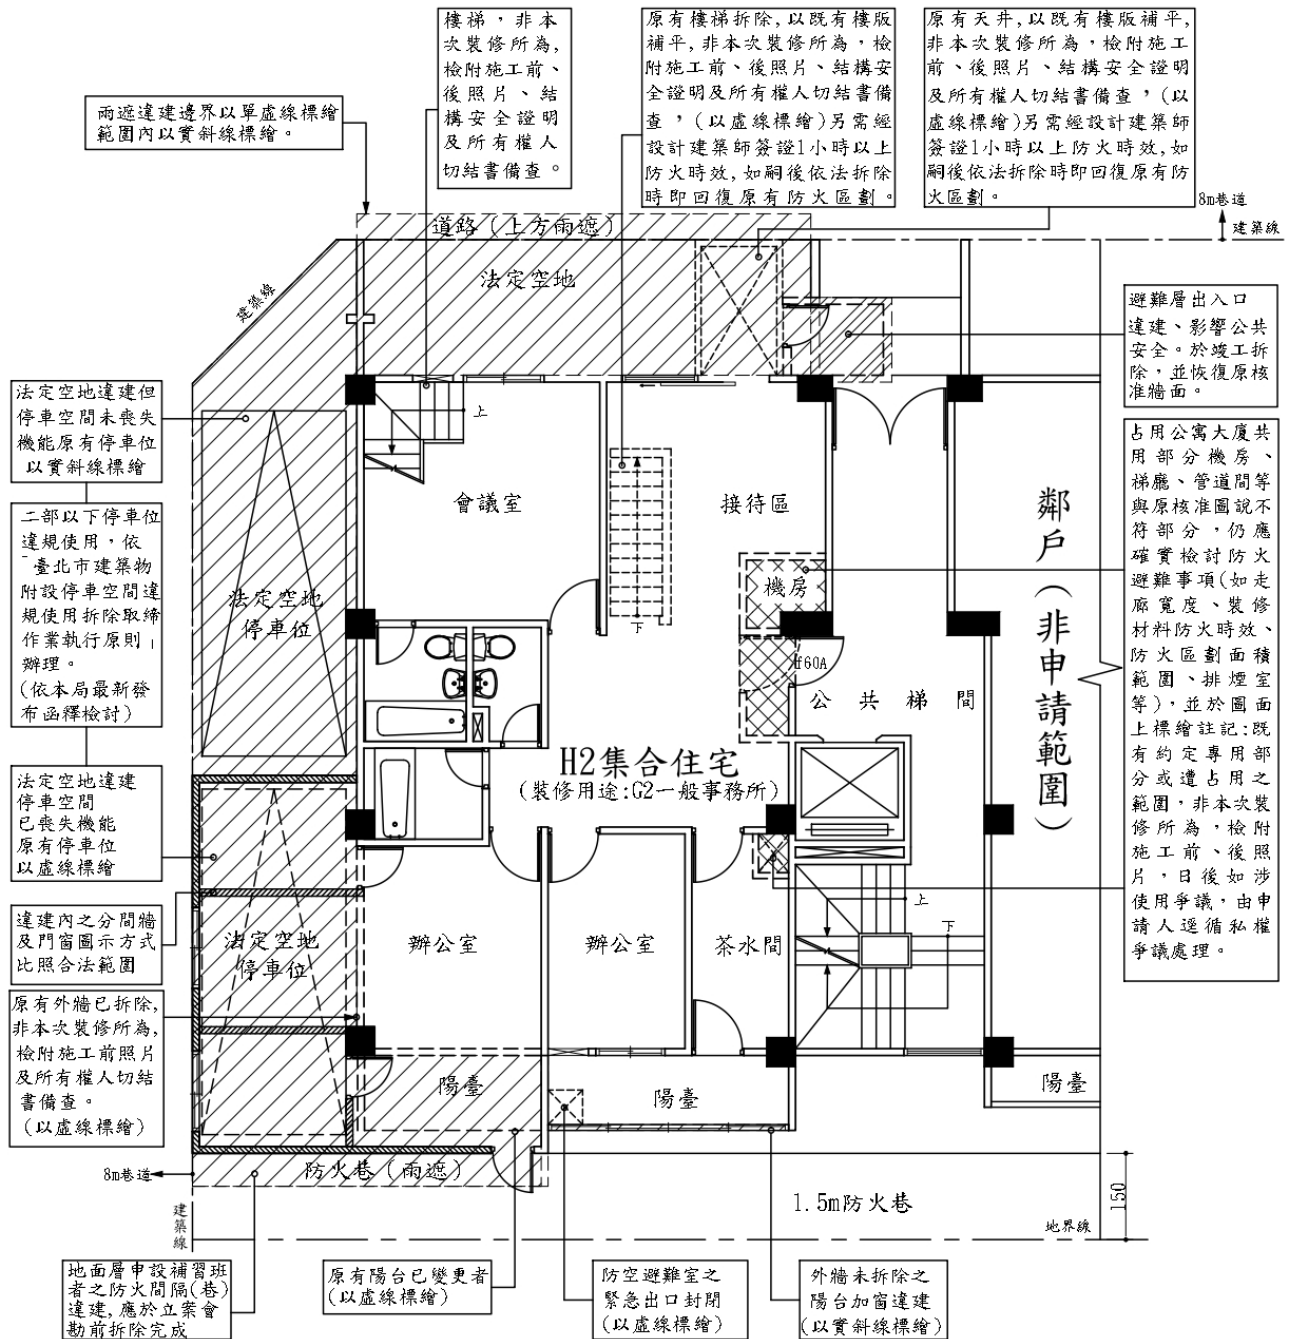 樓梯，非本
次裝修所為,
檢附施工前、
後照片、結
構安全證明
及所有權人
切結書備查。
原有樓梯拆除,以既有樓版
補平,非本次裝修所為，檢
附施工前、後照片、結構安
全證明及所有權人切結書備
查，(以虛線標繪)另需經
設計建築師簽證1小時以上
防火時效,如嗣後依法拆除
時即回復原有防火區劃。
原有天井,以既有樓版補平,
非本次裝修所為，檢附施工
前、後照片、結構安全證明
及所有權人切結書備查，(以
虛線標繪)另需經設計建築師
簽證1小時以上防火時效,如
嗣後依法拆除時即回復原有防
火區劃。
雨遮違建邊界以單虛線標繪
範圍內以實斜線標繪。
8m巷道
建築線
道路(上方雨遮)
法定空地
建築線
避難層出入口
違建、影響公共
安全。於竣工拆
除，並恢復原核
准牆面。
法定空地違建但
停車空間未喪失
機能原有停車位
以實斜線標繪
上
會議室
接待區
下
機房
占用公寓大廈共
用部分機房、
梯廳、管道間等
與原核准圖說不
符部分，仍應
確實檢討防火
避難事項(如走
廊寬度、裝修
材料防火時效、
防火區劃面積
範圍、排煙室
等)，並於圖面
上標繪註記:既
有約定專用部
分或遭占用之
範圍，非本次裝
修所為，檢附
施工前、後照
片，日後如涉
使用爭議，由申
請人逕循私權
爭議處理。
鄰戶(非申請範圍)
二部以下停車位
違規使用，依
「臺北市建築物
附設停車空間違
規使用拆除取締
作業執行原則」
辦理。
(依本局最新發
布函釋檢討)
法定空地
停車位
f60A
公共梯間
H2集合住宅
(裝修用途:G2一般事務所)
法定空地違建
停車空間
已喪失機能
原有停車位
以虛線標繪
違建內之分間牆
及門窗圖示方式
比照合法範圍
法定空地
停車位
辦公室
辦公室
茶水間
上
下
原有外牆已拆除,
非本次裝修所為,
檢附施工前照片
及所有權人切結
書備查。
(以虛線標繪)
陽臺
陽臺
陽臺
8m巷道
防火巷(雨遮)
建築線
1.5m防火巷
150
地界線
地面層申設補習班
者之防火間隔(巷)
違建,應於立案會
勘前拆除完成
原有陽台已變更者
(以虛線標繪)
防空避難室之
緊急出口封閉
(以虛線標繪)
外牆未拆除之
陽台加窗違建
(以實斜線標繪)